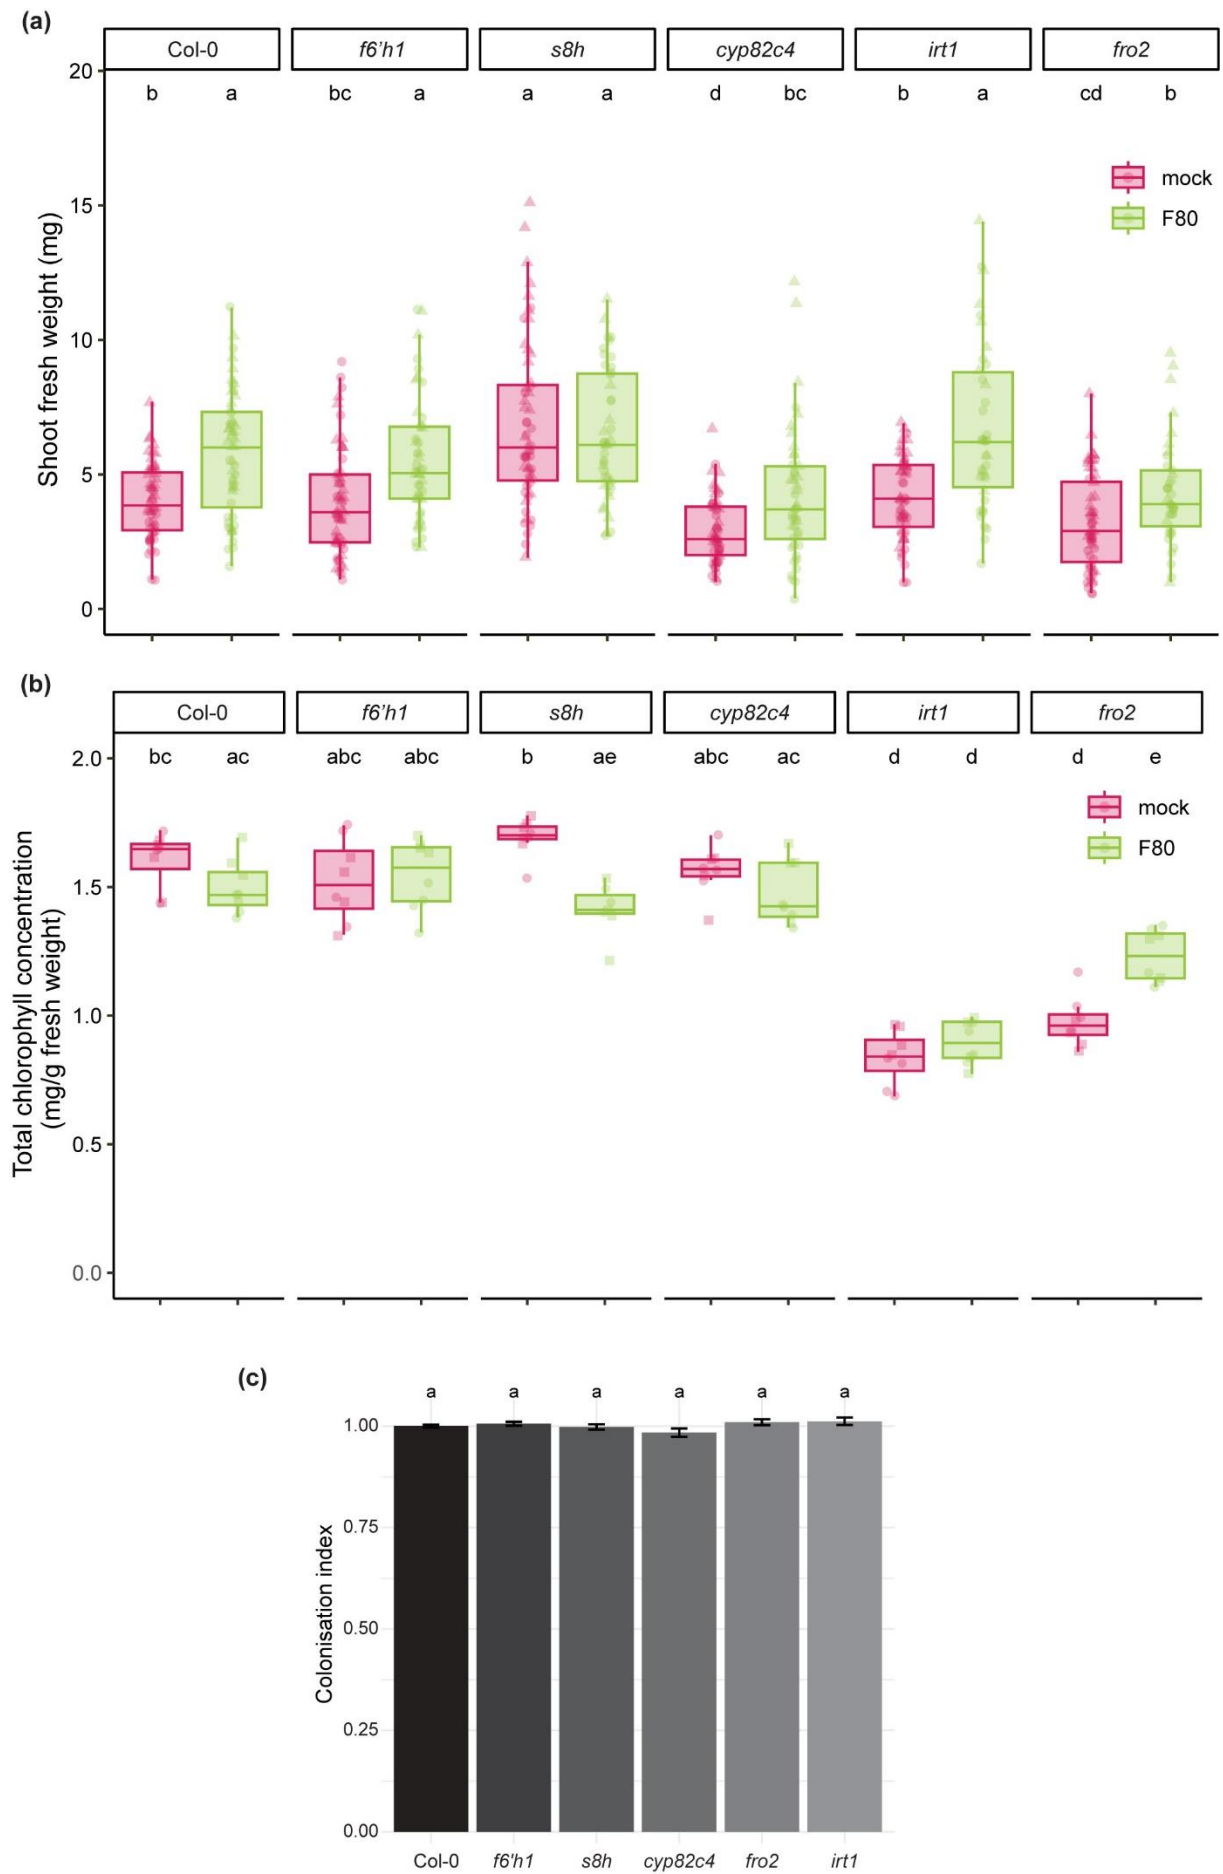 (a)
Col-0 f6'h1 s8h cyp82c4 irt1 fro2
20
b a bc a a a d bc b a cd b
mock
F80
15
10
5
0
Shoot fresh weight (mg)
(b)
Col-0 f6'h1 s8h cyp82c4 irt1 fro2
2.0
bc ac abc abc b ae abc ac d d d e
mock
F80
1.5
1.0
0.5
0.0
Total chlorophyll concentration
(mg/g fresh weight)
(c)
a a a a a a
1.00
0.75
0.50
0.25
0.00
Colonisation index
Col-0 f6'h1 s8h cyp82c4 fro2 irt1